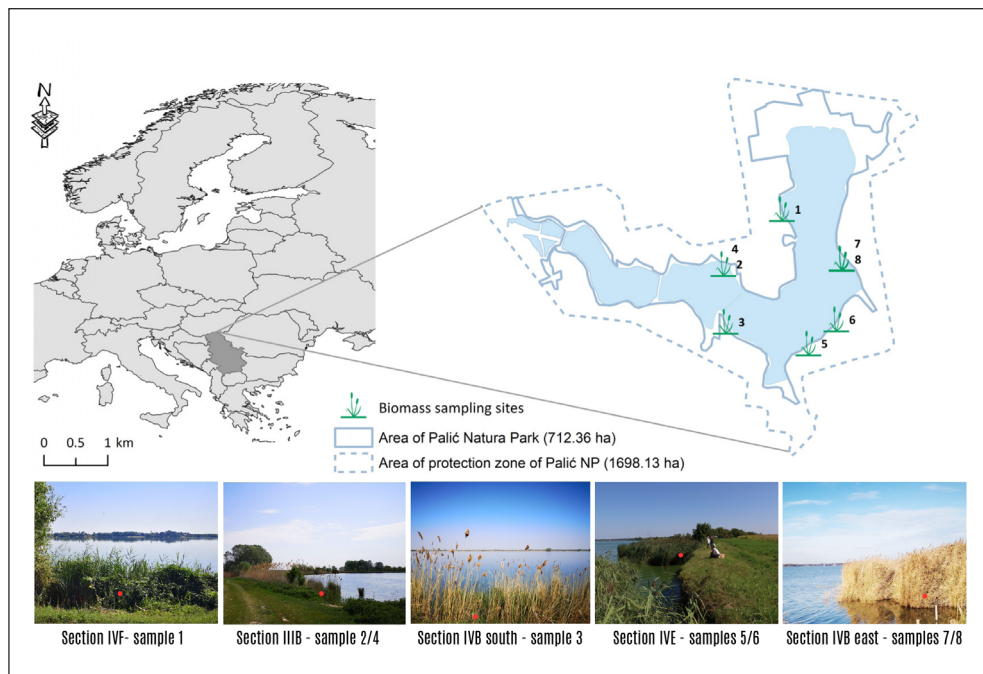 N
1
4
2
7
8
3
6
5
Biomass sampling sites
Area of Palić Natura Park (712.36 ha)
Area of protection zone of Palić NP (1698.13 ha)
0 0.5 1 km
Section IVF- sample 1
Section IIIB - sample 2/4
Section IVB south - sample 3
Section IVE - samples 5/6
Section IVB east - samples 7/8